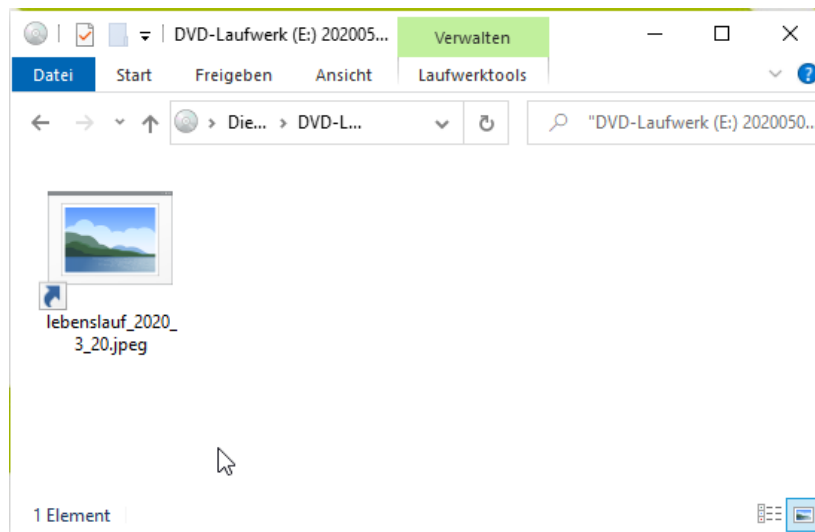 DVD-Laufwerk (E:) 202005... Verwalten
Datei Start Freigeben Ansicht Laufwerktools
Die... DVD-L... "DVD-Laufwerk (E:) 2020050...
lebenslauf_2020_
3_20.jpeg
1 Element